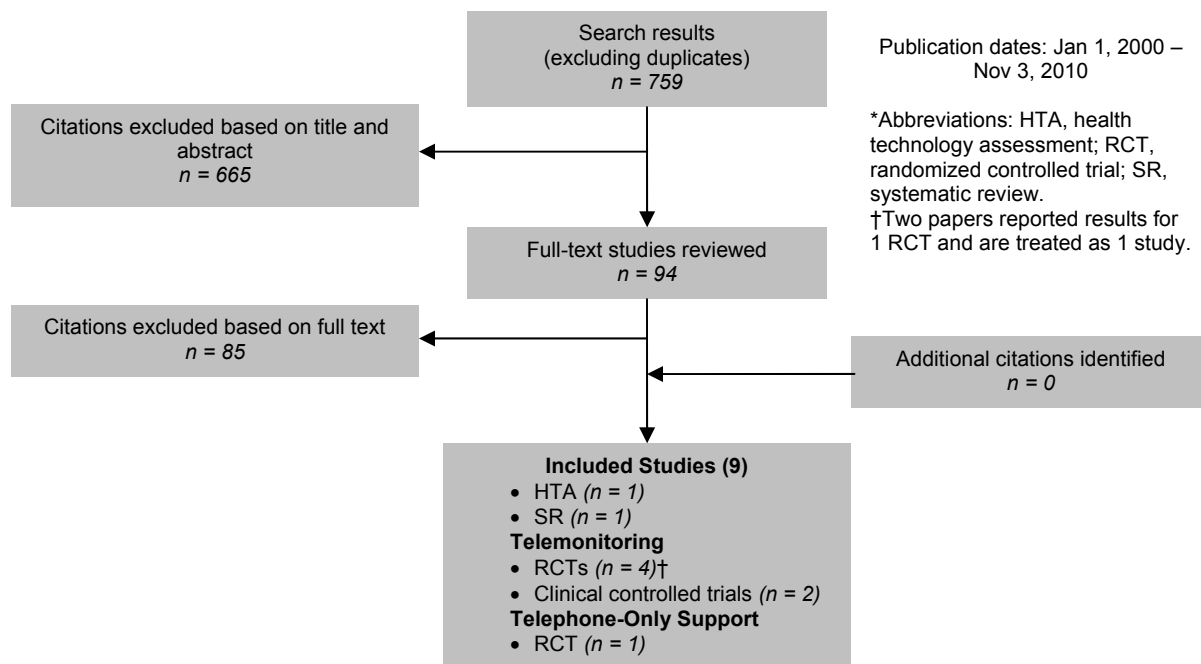 Search results
(excluding duplicates)
n = 759
Publication dates: Jan 1, 2000 –
Nov 3, 2010
*Abbreviations: HTA, health
technology assessment; RCT,
randomized controlled trial; SR,
systematic review.
†Two papers reported results for
1 RCT and are treated as 1 study.
Citations excluded based on title and
abstract
n = 665
Full-text studies reviewed
n = 94
Citations excluded based on full text
n = 85
Additional citations identified
n = 0
Included Studies (9)
• HTA (n = 1)
• SR (n = 1)
Telemonitoring
• RCTs (n = 4)†
• Clinical controlled trials (n = 2)
Telephone-Only Support
• RCT (n = 1)